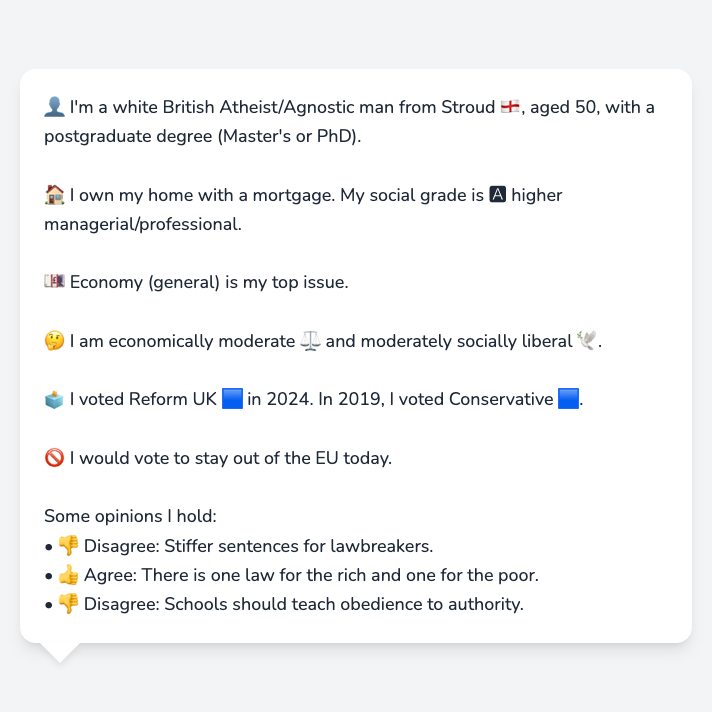 👤 I'm a white British Atheist/Agnostic man from Stroud 🏴󠁧󠁢󠁥󠁮󠁧󠁿, aged 50, with a
postgraduate degree (Master's or PhD).
🏠 I own my home with a mortgage. My social grade is 🅰 higher
managerial/professional.
💷 Economy (general) is my top issue.
🤔 I am economically moderate ⚖️ and moderately socially liberal 🕊️.
🗳️ I voted Reform UK 🟦 in 2024. In 2019, I voted Conservative 🟦.
🚫 I would vote to stay out of the EU today.
Some opinions I hold:
• 👎 Disagree: Stiffer sentences for lawbreakers.
• 👍 Agree: There is one law for the rich and one for the poor.
• 👎 Disagree: Schools should teach obedience to authority.